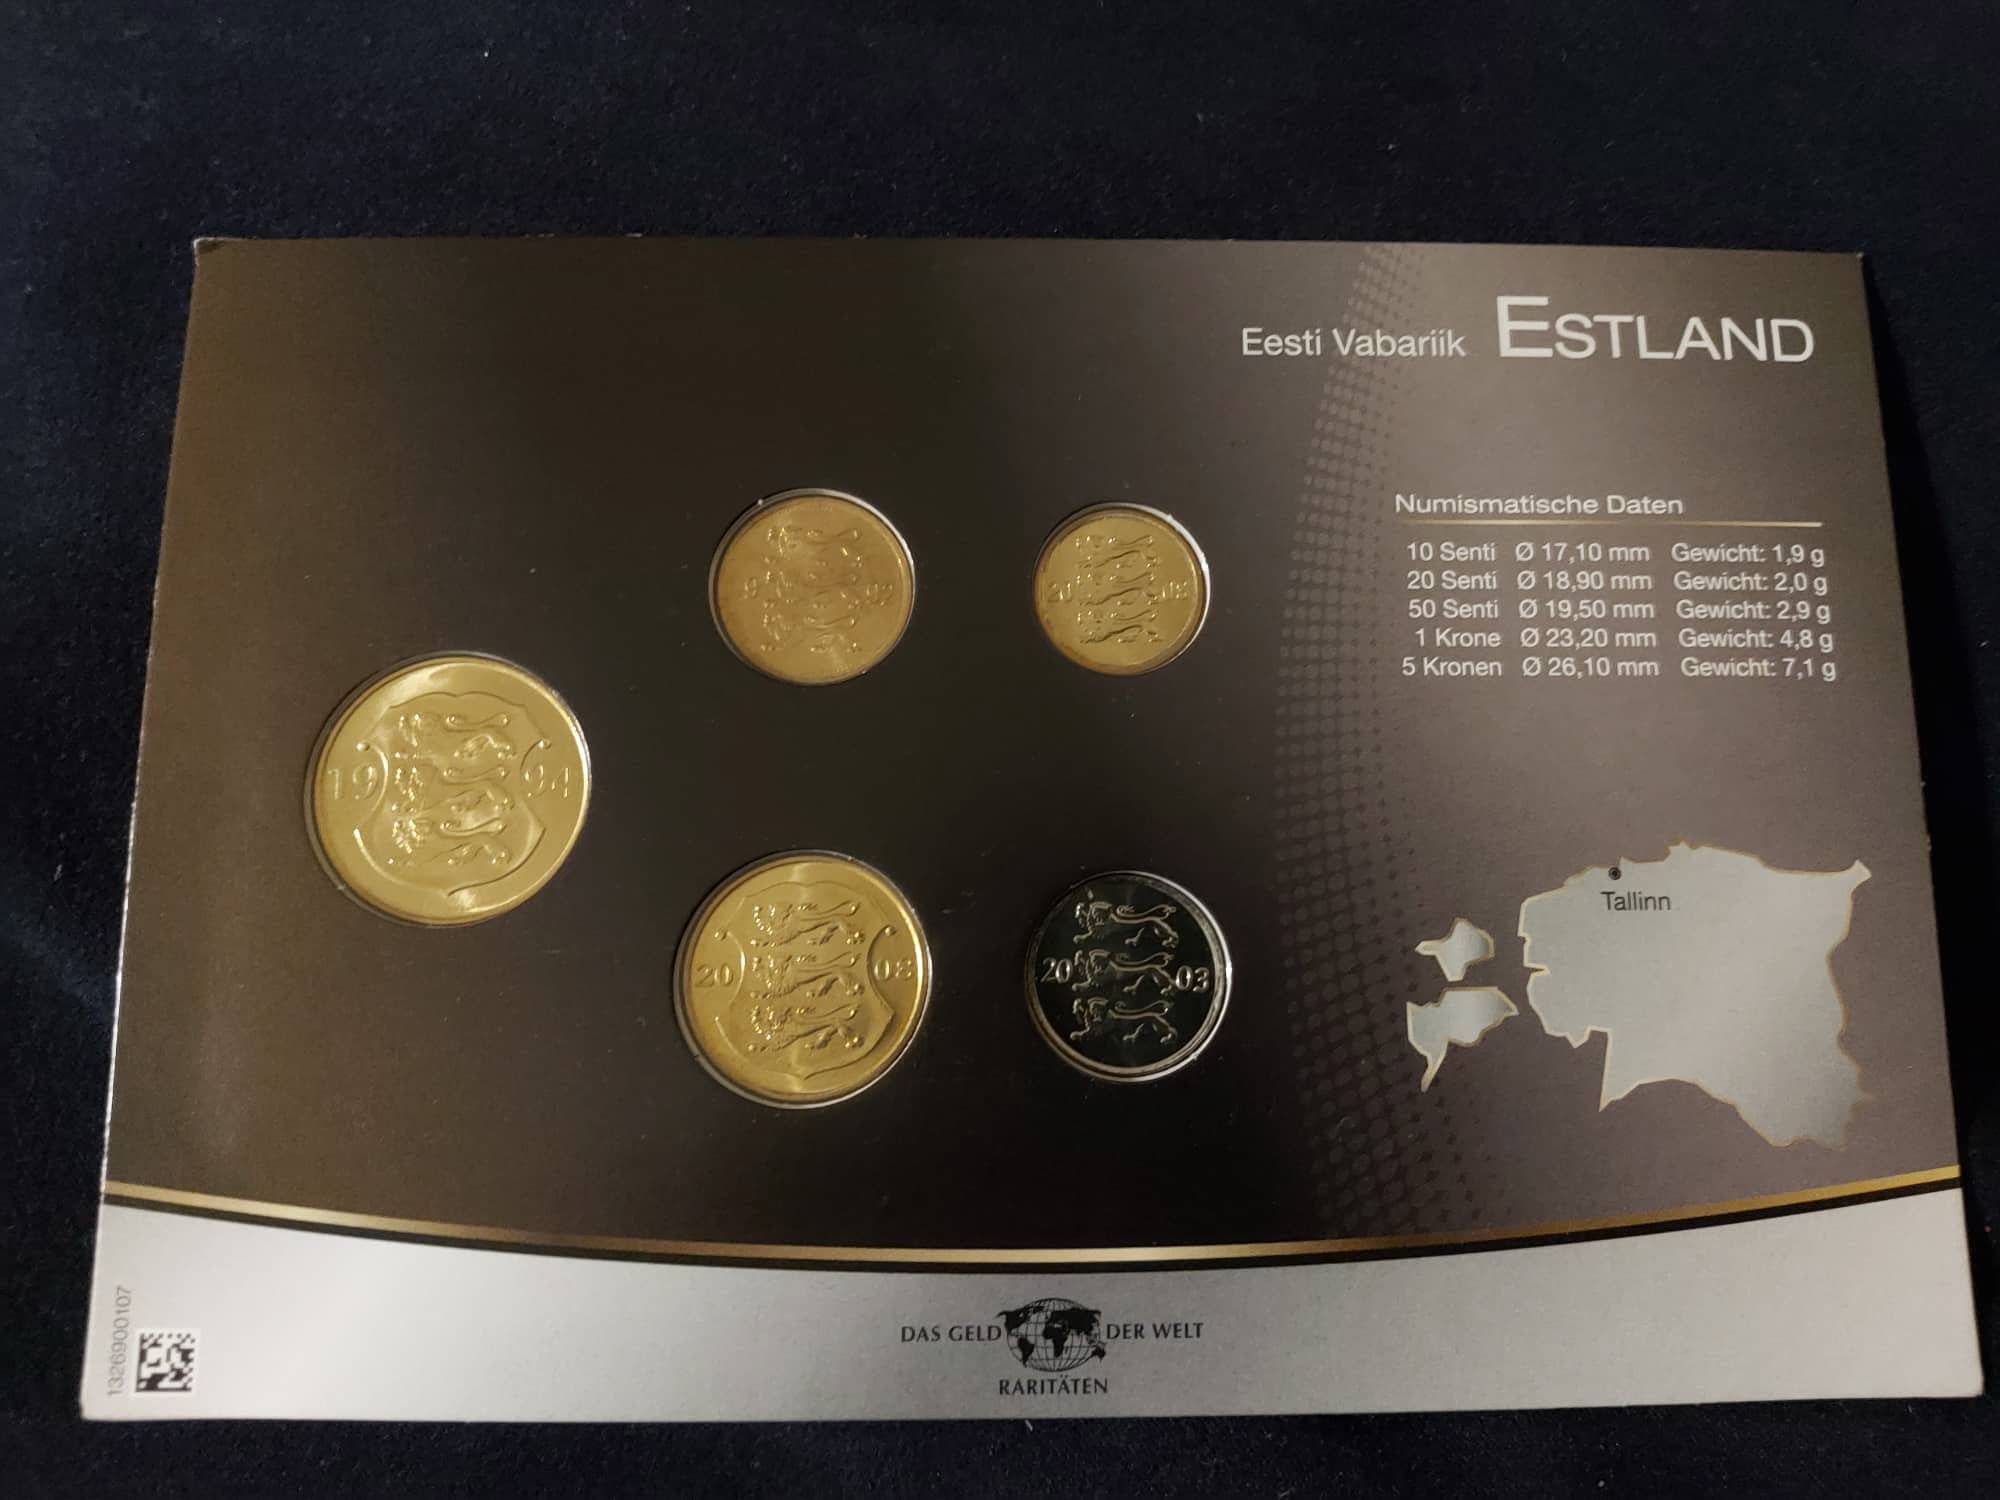 Eesti Vabariik ESTLAND
Numismatische Daten
10 Senti Ø 17,10 mm Gewicht: 1,9 g
20 Senti Ø 18,90 mm Gewicht: 2,0 g
50 Senti Ø 19,50 mm Gewicht: 2,9 g
1 Krone Ø 23,20 mm Gewicht: 4,8 g
5 Kronen Ø 26,10 mm Gewicht: 7,1 g
20 08
19 94
20 08
20 03
Tallinn
1326900107
DAS GELD DER WELT
RARITÄTEN